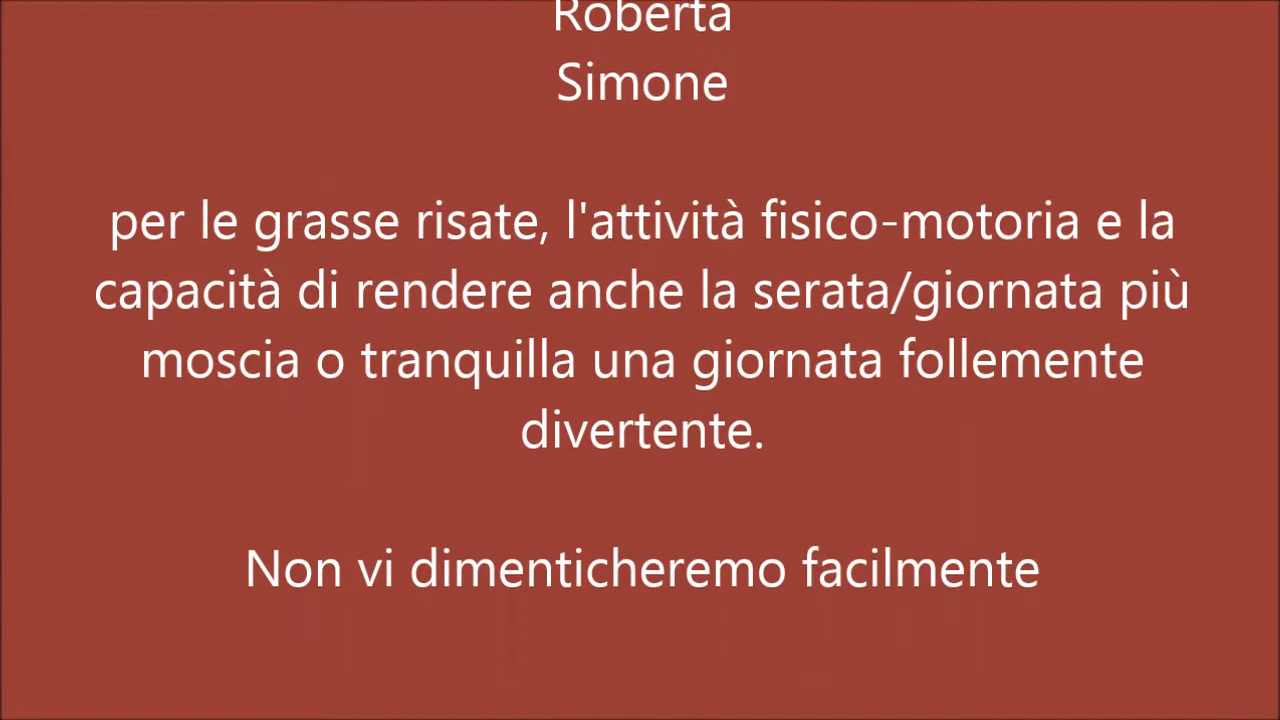 Roberta
Simone
per le grasse risate, l'attività fisico-motoria e la
capacità di rendere anche la serata/giornata più
moscia o tranquilla una giornata follemente
divertente.
Non vi dimenticheremo facilmente